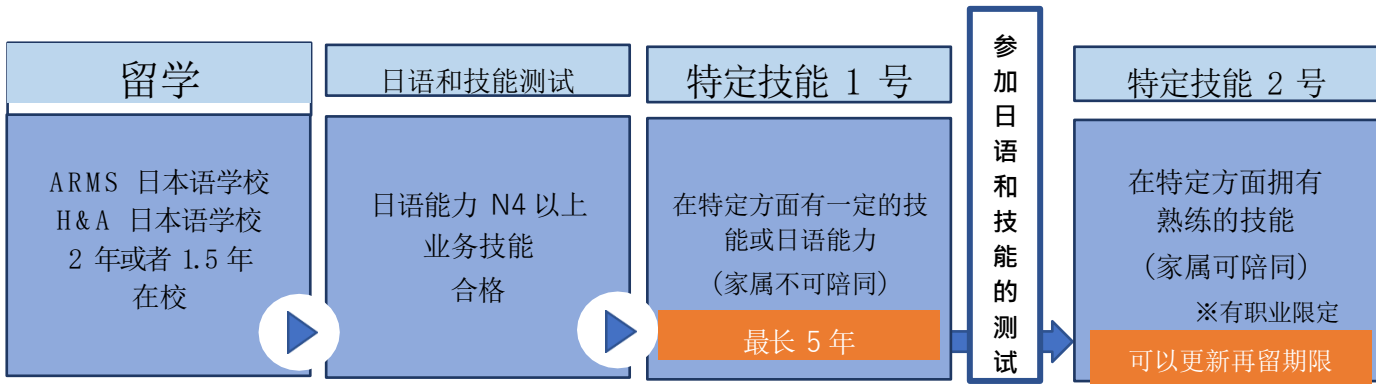 留学
ARMS 日本语学校
H&A 日本语学校
2 年或者 1.5 年
在校
日语和技能测试
日语能力 N4 以上
业务技能
合格
特定技能 1 号
在特定方面有一定的技
能或日语能力
（家属不可陪同）
最长 5 年
参加日语和技能的测试
特定技能 2 号
在特定方面拥有
熟练的技能
（家属可陪同）
※有职业限定
可以更新再留期限